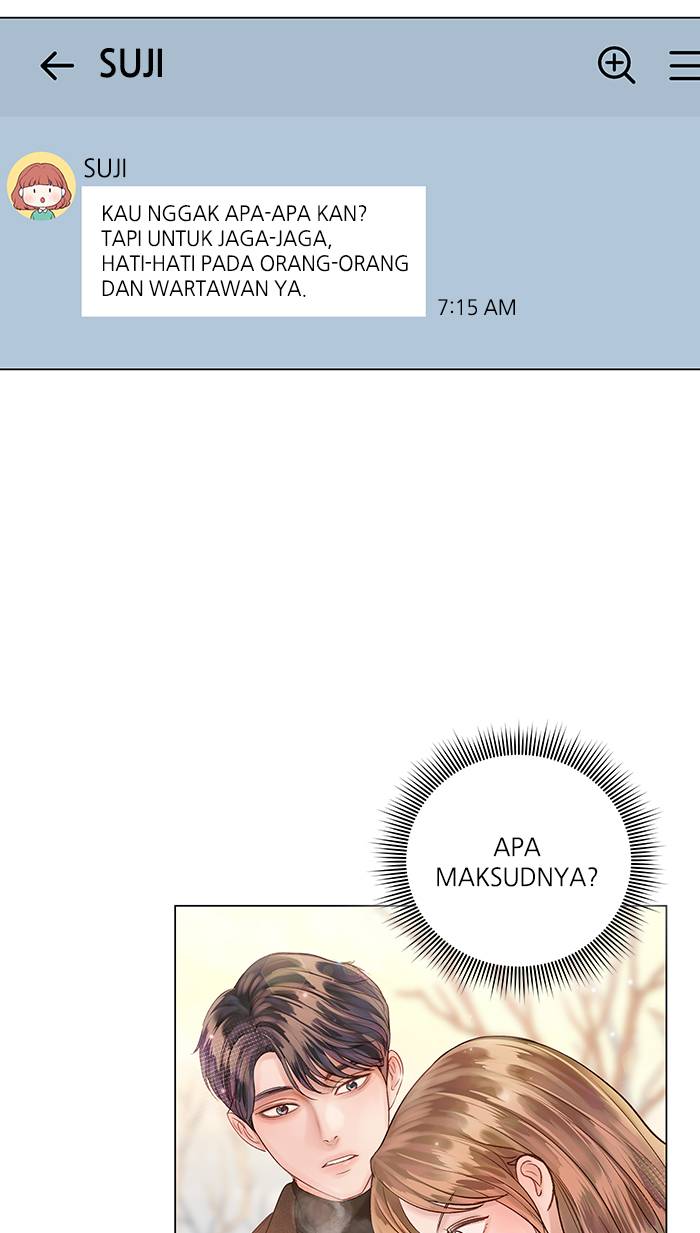 SUJI
SUJI
KAU NGGAK APA-APA KAN?
TAPI UNTUK JAGA-JAGA,
HATI-HATI PADA ORANG-ORANG
DAN WARTAWAN YA.
7:15 AM
APA
MAKSUDNYA?